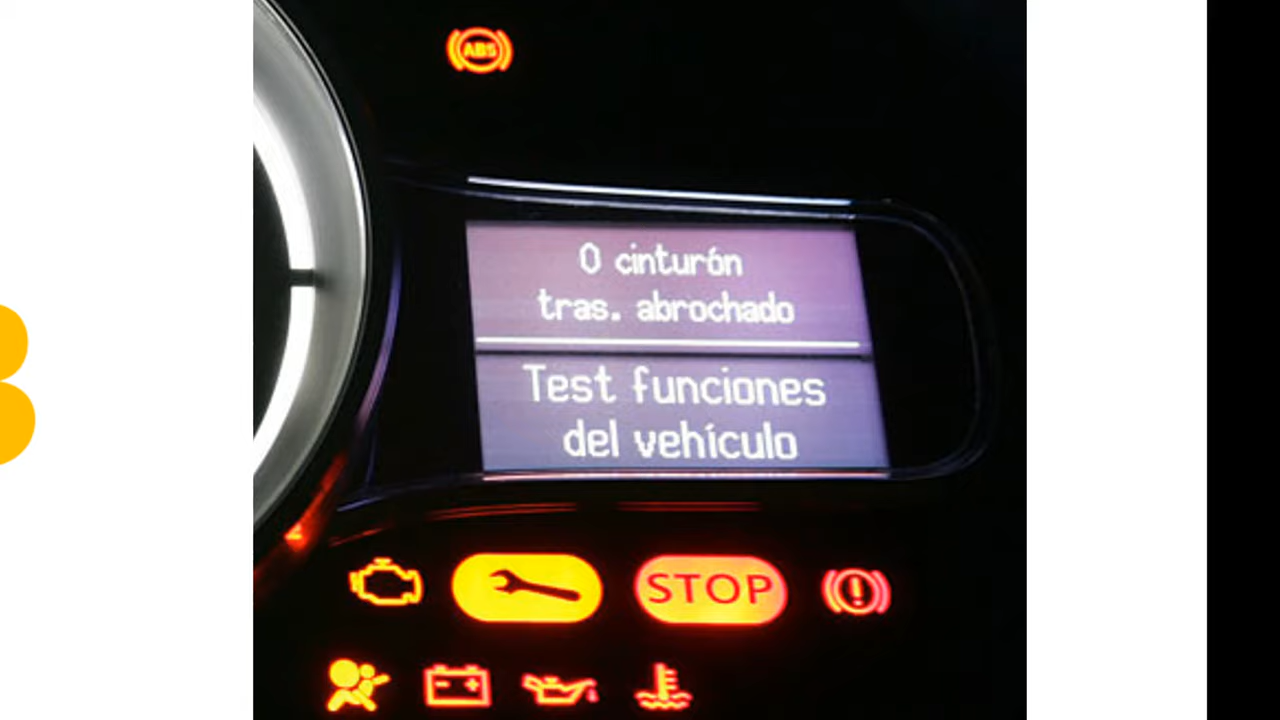 ABS
0 cinturón
tras. abrochado
Test funciones
del vehículo
STOP